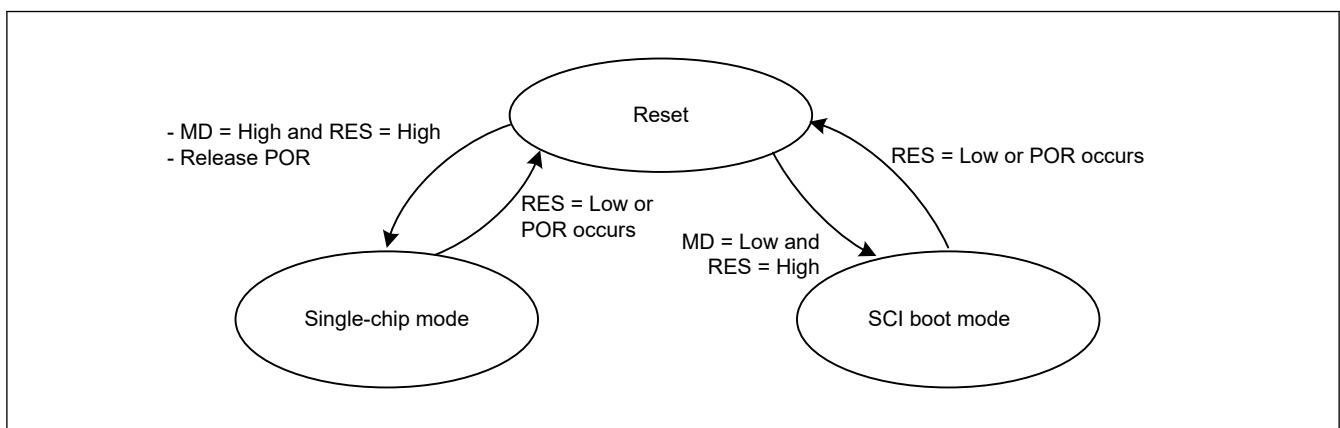 Reset
- MD = High and RES = High
- Release POR
RES = Low or POR occurs
RES = Low or
POR occurs
MD = Low and
RES = High
Single-chip mode
SCI boot mode